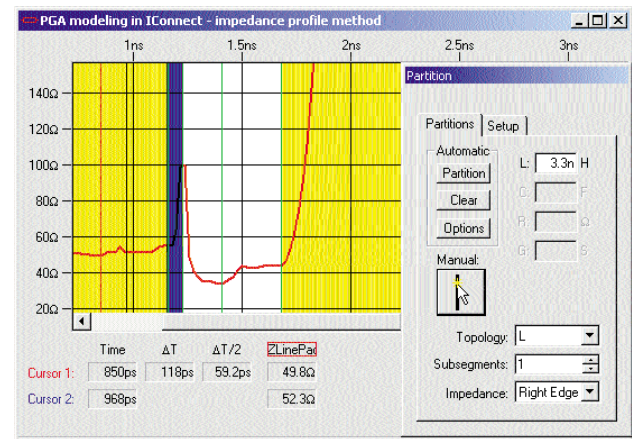 PGA modeling in IConnect - impedance profile method
1ns 1.5ns 2ns 2.5ns 3ns
140Ω
120Ω
100Ω
80Ω
60Ω
40Ω
20Ω
Partition
Partitions Setup
Automatic
Partition
Clear
Options
L: 3.3n H
C: F
R: Ω
G: S
Manual:
Topology: L
Subsegments: 1
Impedance: Right Edge
Time ΔT ΔT/2 ZLinePac
Cursor 1: 850ps 118ps 59.2ps 49.8Ω
Cursor 2: 968ps 52.3Ω